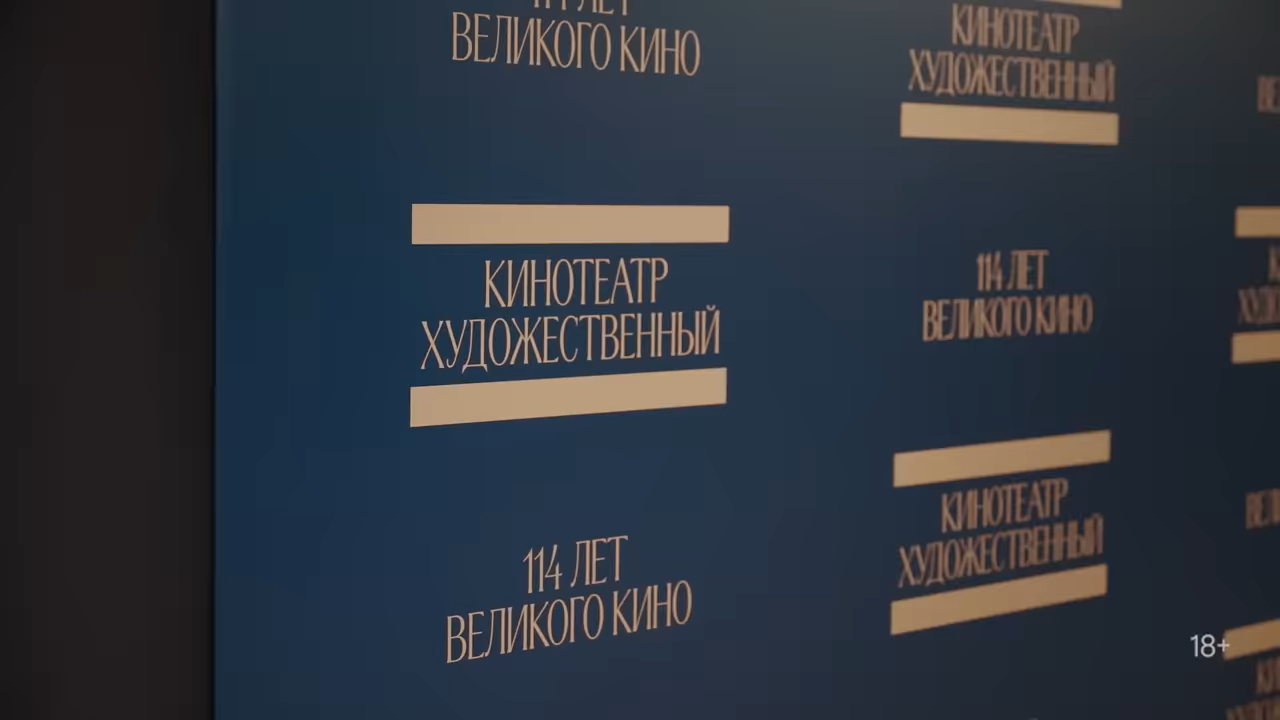 ВЕЛИКОГО КИНО
КИНОТЕАТР
ХУДОЖЕСТВЕННЫЙ
КИНОТЕАТР
ХУДОЖЕСТВЕННЫЙ
114 ЛЕТ
ВЕЛИКОГО КИНО
114 ЛЕТ
ВЕЛИКОГО КИНО
КИНОТЕАТР
ХУДОЖЕСТВЕННЫЙ
18+